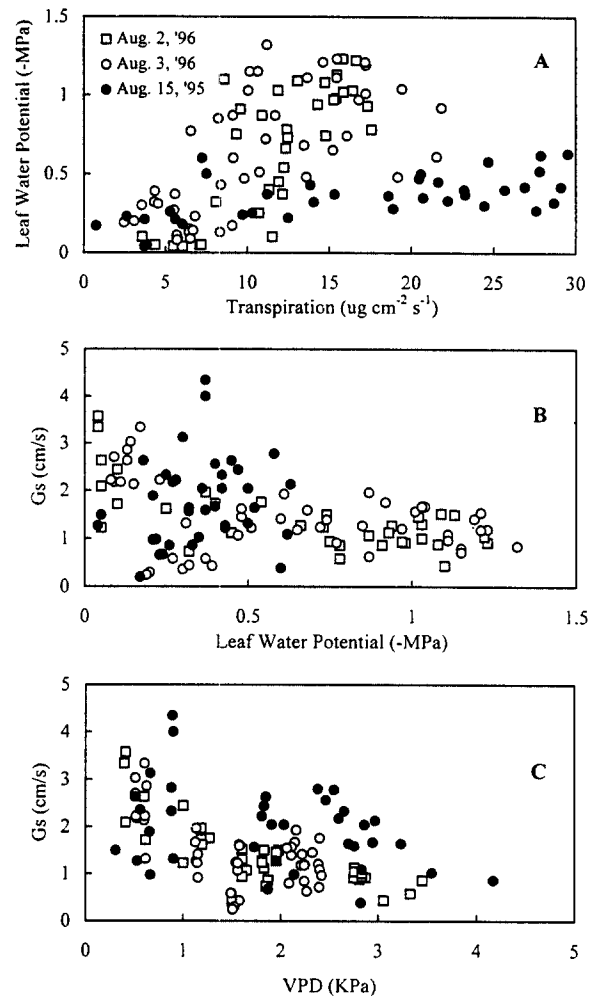 1.5
Aug. 2, '96
Aug. 3, '96
Aug. 15, '95
A
1
0.5
0
Leaf Water Potential (-MPa)
0 5 10 15 20 25 30
Transpiration (ug cm-2 s-1)
5
4
3
2
1
0
B
Gs (cm/s)
0 0.5 1 1.5
Leaf Water Potential (-MPa)
5
4
3
2
1
0
C
Gs (cm/s)
0 1 2 3 4 5
VPD (KPa)